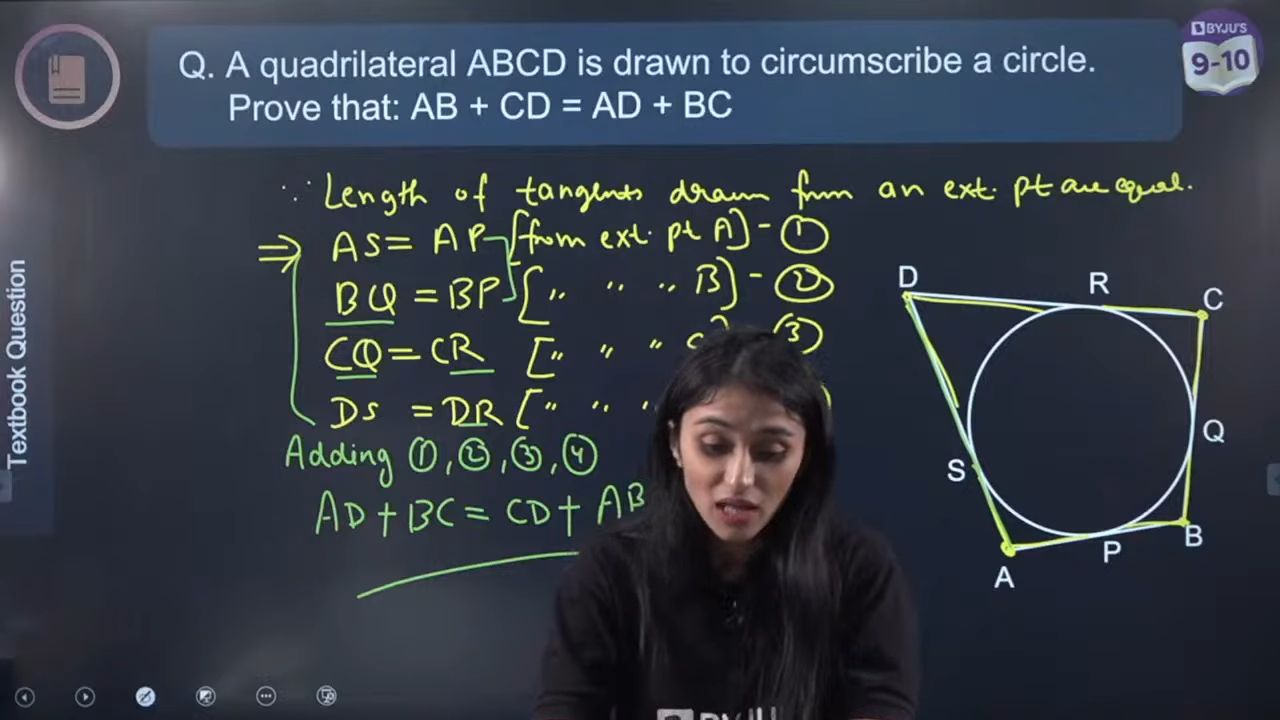 Q. A quadrilateral ABCD is drawn to circumscribe a circle.
Prove that: AB + CD = AD + BC
BYJU'S
9-10
Textbook Question
∵ Length of tangents drawn from an ext. pt are equal.
⇒ AS = AP [from ext. pt A] - ①
BQ = BP [" " " B] - ②
CQ = CR [" " " ③
DS = DR [" " "
Adding ①, ②, ③, ④
AD + BC = CD + AB
D R C
Q
S
B
P
A
BYJU